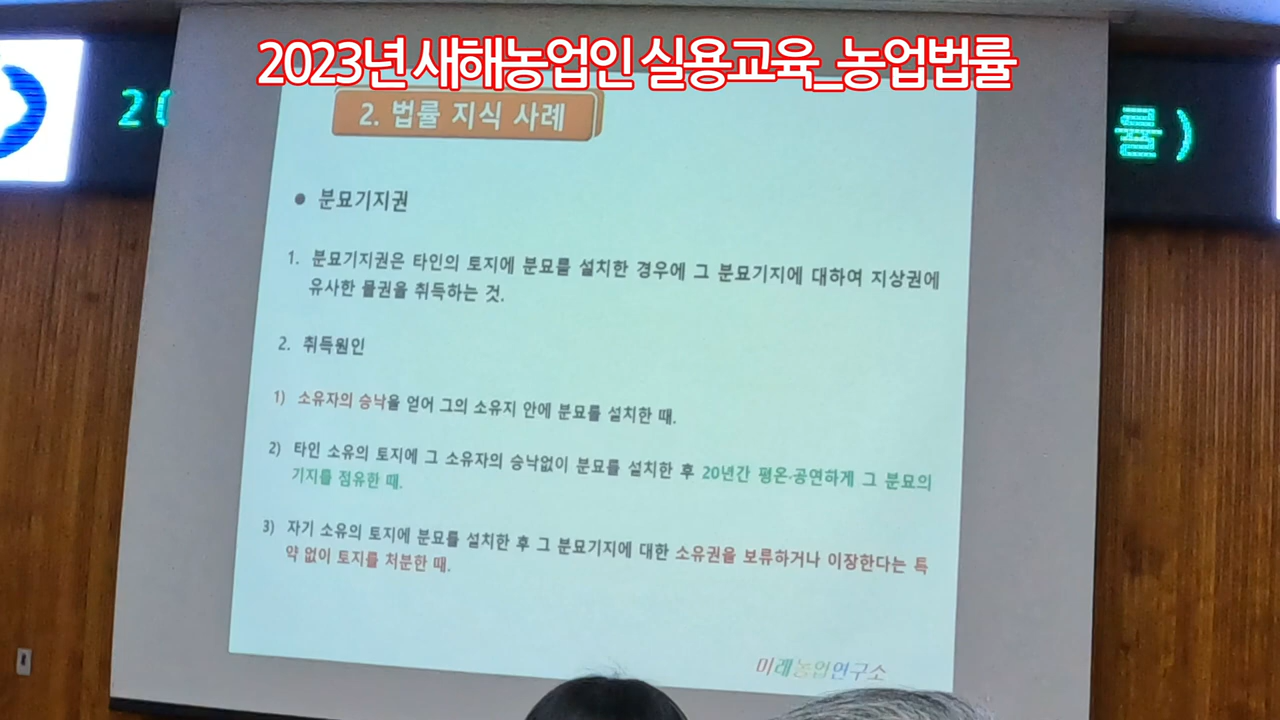 2023년 새해농업인 실용교육_농업법률
20
률)
2. 법률 지식 사례
● 분묘기지권
1. 분묘기지권은 타인의 토지에 분묘를 설치한 경우에 그 분묘기지에 대하여 지상권에
유사한 물권을 취득하는 것.
2. 취득원인
1) 소유자의 승낙을 얻어 그의 소유지 안에 분묘를 설치한 때.
2) 타인 소유의 토지에 그 소유자의 승낙없이 분묘를 설치한 후 20년간 평온·공연하게 그 분묘의
기지를 점유한 때.
3) 자기 소유의 토지에 분묘를 설치한 후 그 분묘기지에 대한 소유권을 보류하거나 이장한다는 특
약 없이 토지를 처분한 때.
미래농업연구소